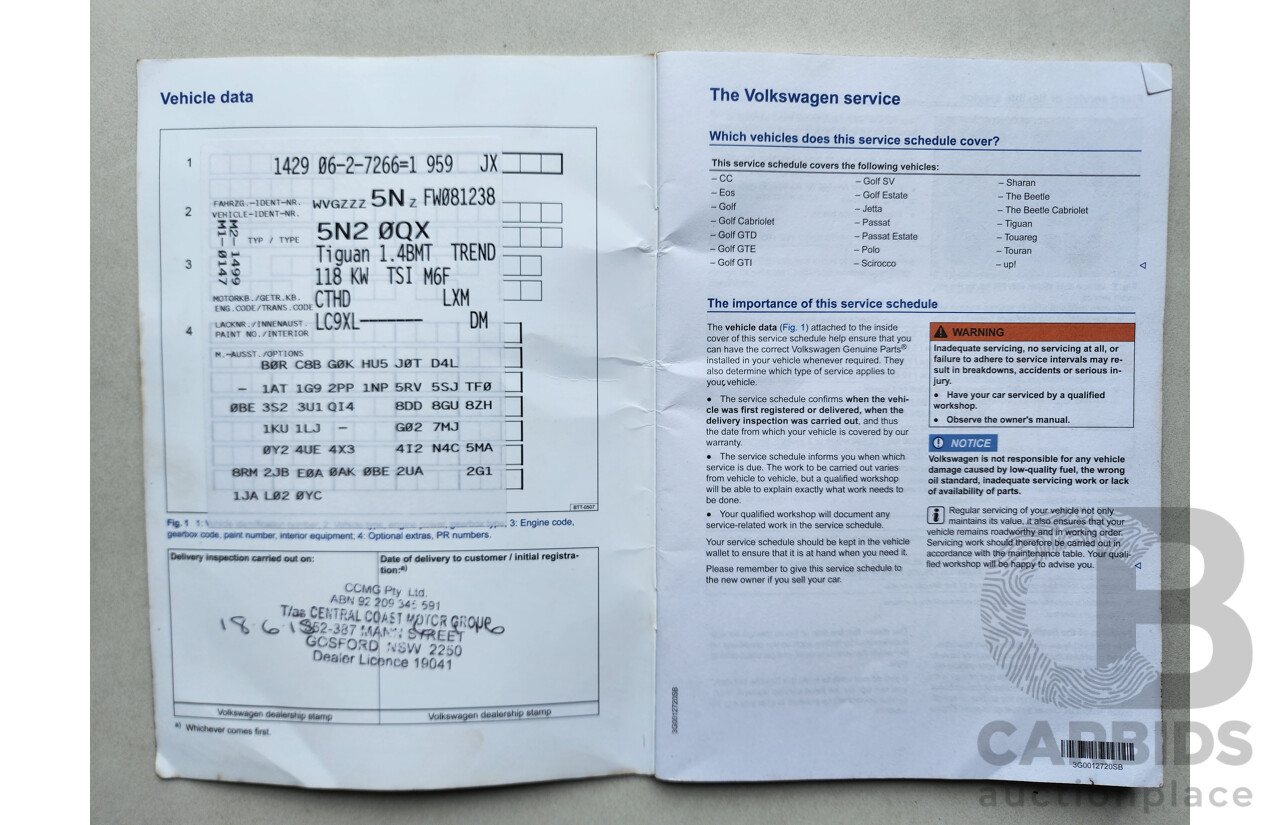 Vehicle data
1
1429 06-2-7266=1 959 JX
2
FAHRZG.-IDENT-NR. WVGZZZ 5N Z FW081238
VEHICLE-IDENT-NR.
M1-- 0147
M2-- 1499
TYP / TYPE
5N2 0QX
3
Tiguan 1.4BMT TREND
118 KW TSI M6F
MOTORKB./GETR.KB. CTHD LXM
ENG.CODE/TRANS.CODE
4
LACKNR./INNENAUST. LC9XL------- DM
PAINT NO./INTERIOR
M.-AUSST./OPTIONS
B0R C8B G0K HU5 J0T D4L
- 1AT 1G9 2PP 1NP 5RV 5SJ TF0
0BE 3S2 3U1 QI4 8DD 8GU 8ZH
1KU 1LJ - G02 7MJ
0Y2 4UE 4X3 4I2 N4C 5MA
8RM 2JB E0A 0AK 0BE 2UA 2G1
1JA L02 0YC
BTT-0007
Fig. 1 1: Vehicle identification number; 2: Vehicle type, engine power, gearbox type; 3: Engine code,
gearbox code, paint number, interior equipment; 4: Optional extras, PR numbers.
Delivery inspection carried out on:
Date of delivery to customer / initial registra-
tion:a)
CCMG Pty Ltd.
ABN 92 209 345 591
T/as CENTRAL COAST MOTOR GROUP
18.6.15
MANN STREET
GOSFORD NSW 2250
Dealer Licence 19041
Volkswagen dealership stamp
Volkswagen dealership stamp
a) Whichever comes first.
The Volkswagen service
Which vehicles does this service schedule cover?
This service schedule covers the following vehicles:
– CC
– Eos
– Golf
– Golf Cabriolet
– Golf GTD
– Golf GTE
– Golf GTI
– Golf SV
– Golf Estate
– Jetta
– Passat
– Passat Estate
– Polo
– Scirocco
– Sharan
– The Beetle
– The Beetle Cabriolet
– Tiguan
– Touareg
– Touran
– up!
The importance of this service schedule
The vehicle data (Fig. 1) attached to the inside
cover of this service schedule help ensure that you
can have the correct Volkswagen Genuine Parts®
installed in your vehicle whenever required. They
also determine which type of service applies to
your vehicle.
● The service schedule confirms when the vehi-
cle was first registered or delivered, when the
delivery inspection was carried out, and thus
the date from which your vehicle is covered by our
warranty.
● The service schedule informs you when which
service is due. The work to be carried out varies
from vehicle to vehicle, but a qualified workshop
will be able to explain exactly what work needs to
be done.
● Your qualified workshop will document any
service-related work in the service schedule.
Your service schedule should be kept in the vehicle
wallet to ensure that it is at hand when you need it.
Please remember to give this service schedule to
the new owner if you sell your car.
WARNING
Inadequate servicing, no servicing at all, or
failure to adhere to service intervals may re-
sult in breakdowns, accidents or serious in-
jury.
● Have your car serviced by a qualified
workshop.
● Observe the owner's manual.
NOTICE
Volkswagen is not responsible for any vehicle
damage caused by low-quality fuel, the wrong
oil standard, inadequate servicing work or lack
of availability of parts.
Regular servicing of your vehicle not only
maintains its value, it also ensures that your
vehicle remains roadworthy and in working order.
Servicing work should therefore be carried out in
accordance with the maintenance table. Your quali-
fied workshop will be happy to advise you.
3G0012720SB
3G0012720SB
CARBIDS
auctionplace